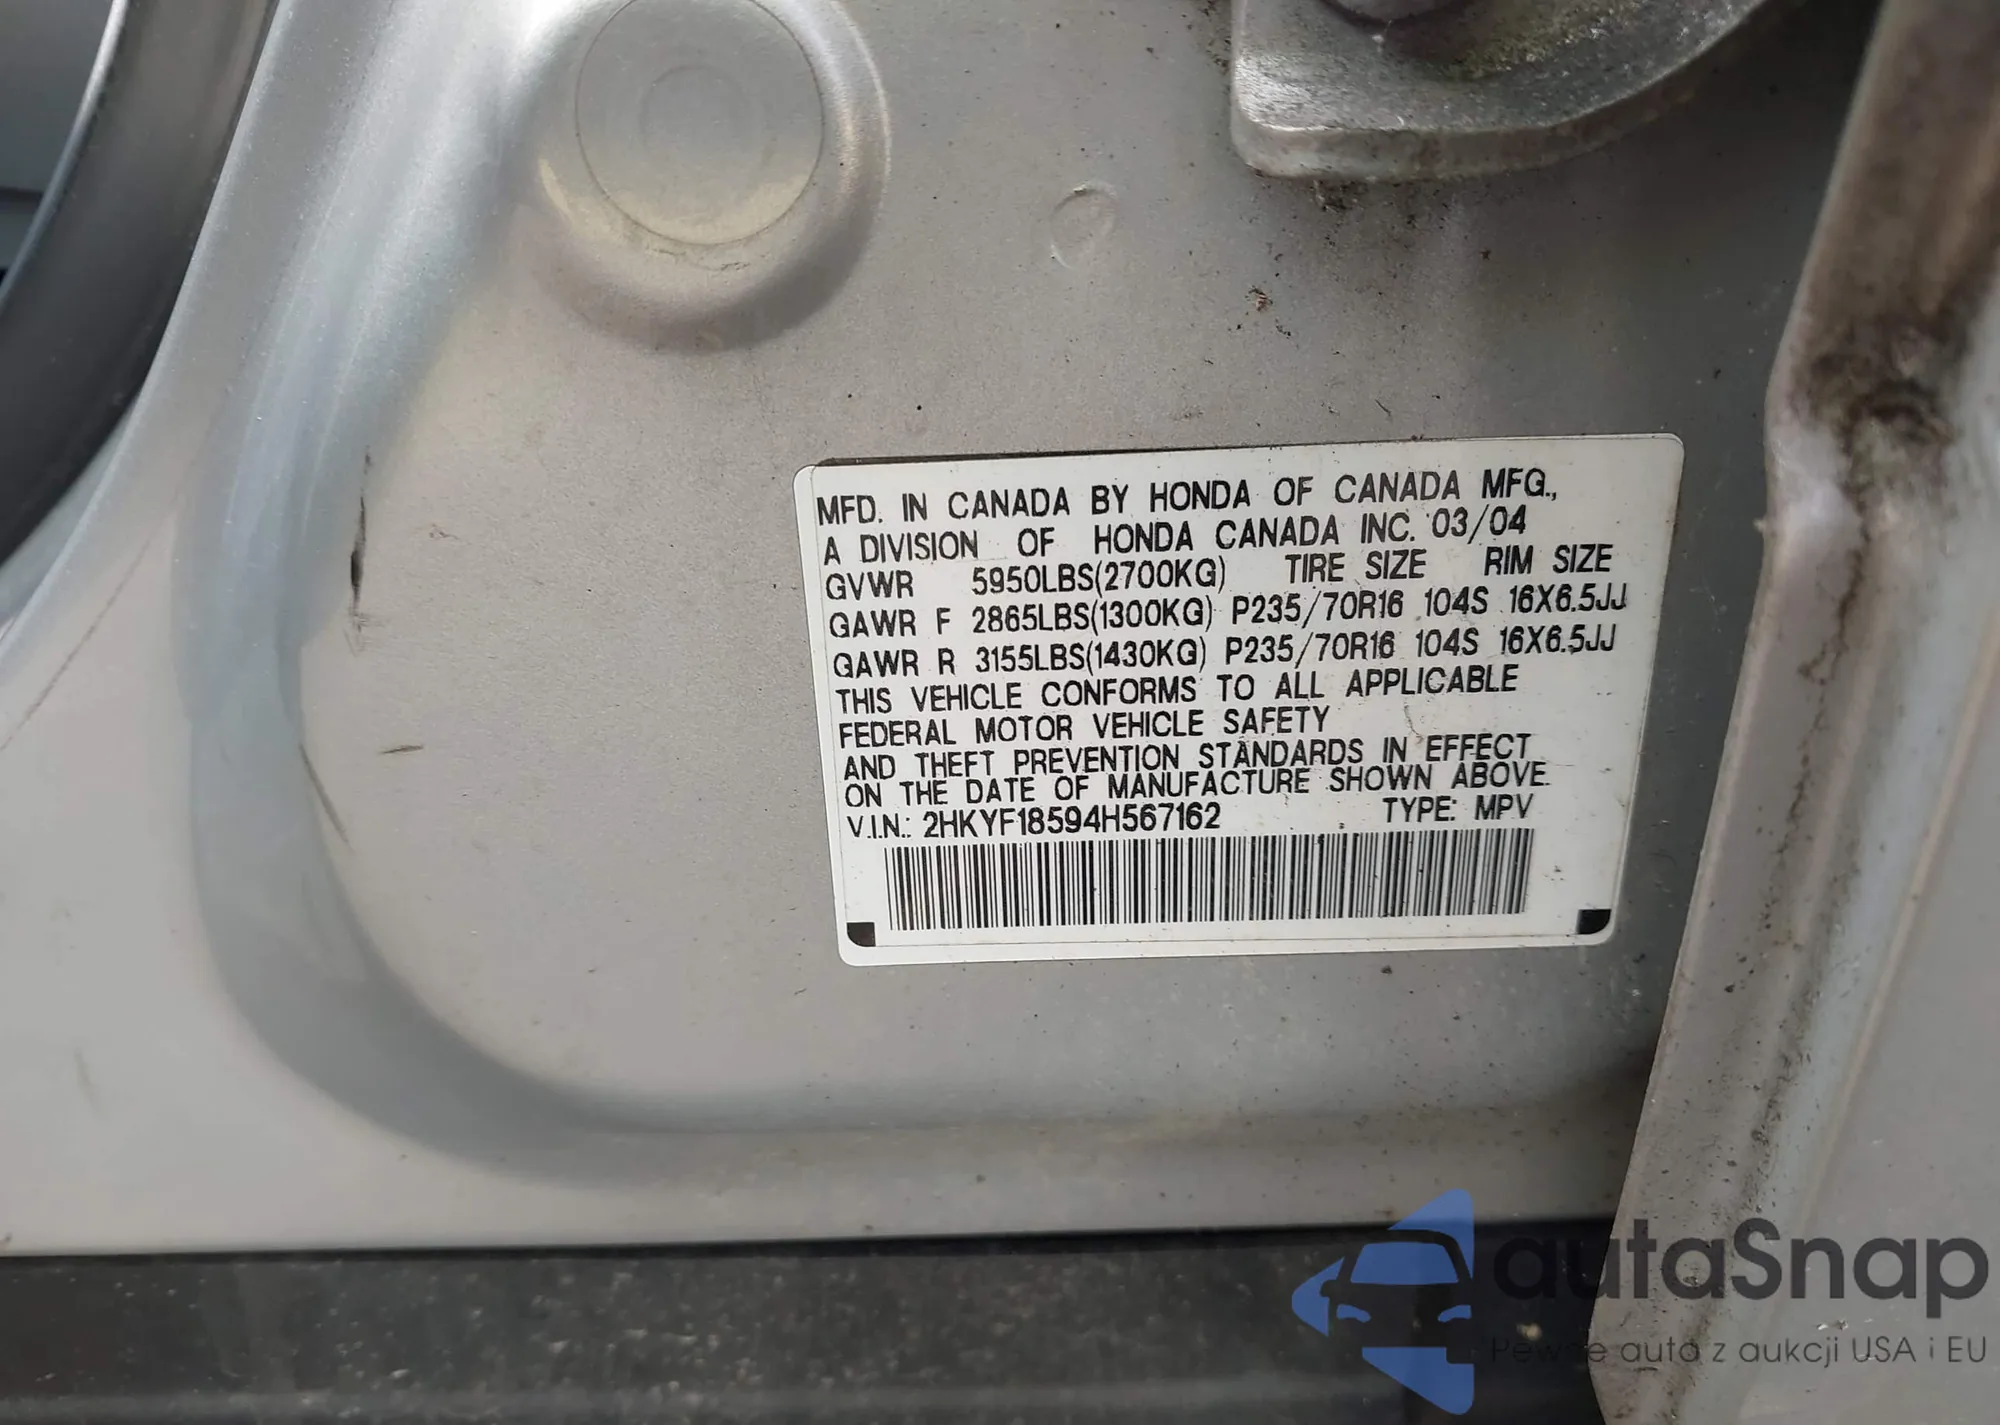 MFD. IN CANADA BY HONDA OF CANADA MFG.,
A DIVISION OF HONDA CANADA INC. 03/04
GVWR 5950LBS(2700KG) TIRE SIZE RIM SIZE
GAWR F 2865LBS(1300KG) P235/70R16 104S 16X6.5JJ
GAWR R 3155LBS(1430KG) P235/70R16 104S 16X6.5JJ
THIS VEHICLE CONFORMS TO ALL APPLICABLE
FEDERAL MOTOR VEHICLE SAFETY
AND THEFT PREVENTION STANDARDS IN EFFECT
ON THE DATE OF MANUFACTURE SHOWN ABOVE.
V.I.N.: 2HKYF18594H567162 TYPE: MPV
autaSnap
Pewne auta z aukcji USA i EU